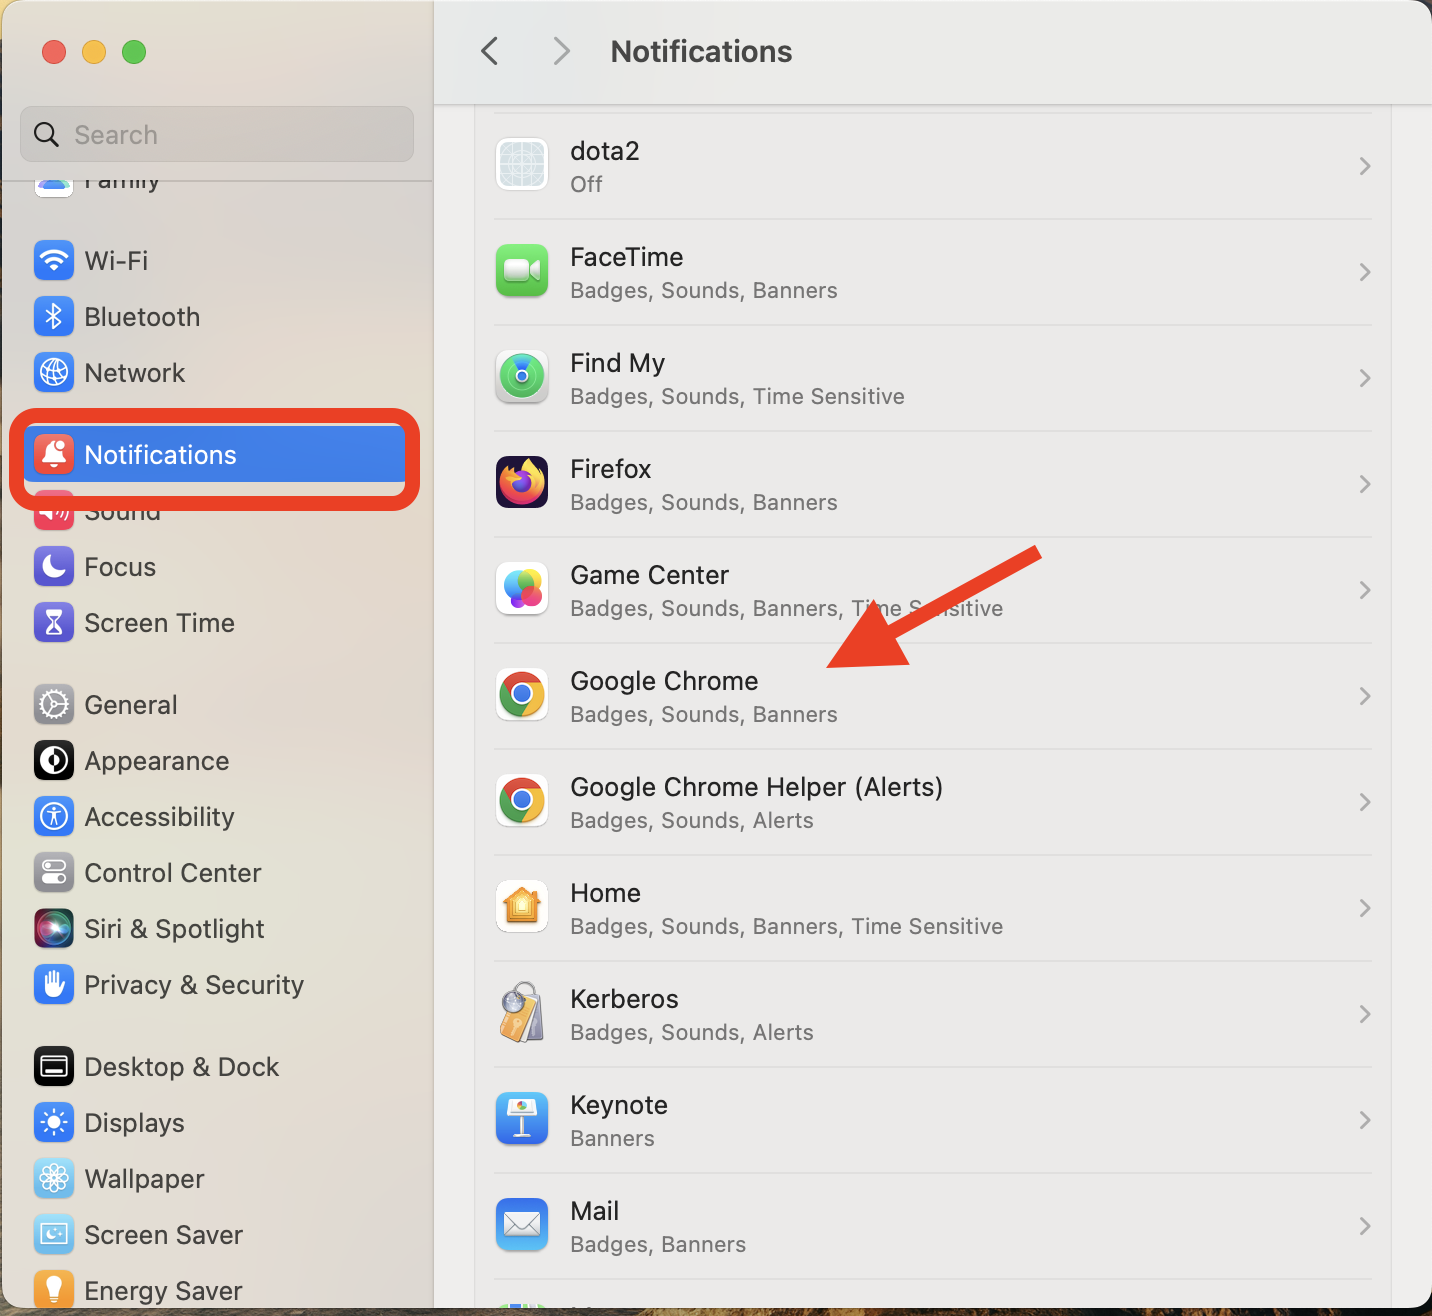 Notifications
Search
Family
Wi-Fi
Bluetooth
Network
Notifications
Sound
Focus
Screen Time
General
Appearance
Accessibility
Control Center
Siri & Spotlight
Privacy & Security
Desktop & Dock
Displays
Wallpaper
Screen Saver
Energy Saver
dota2
Off
FaceTime
Badges, Sounds, Banners
Find My
Badges, Sounds, Time Sensitive
Firefox
Badges, Sounds, Banners
Game Center
Badges, Sounds, Banners, Time Sensitive
Google Chrome
Badges, Sounds, Banners
Google Chrome Helper (Alerts)
Badges, Sounds, Alerts
Home
Badges, Sounds, Banners, Time Sensitive
Kerberos
Badges, Sounds, Alerts
Keynote
Banners
Mail
Badges, Banners